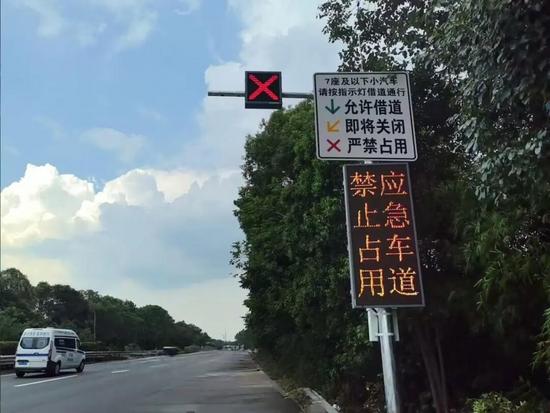 7座及以下小汽车
请按指示灯借道通行
允许借道
即将关闭
严禁占用
应急车道
禁止占用